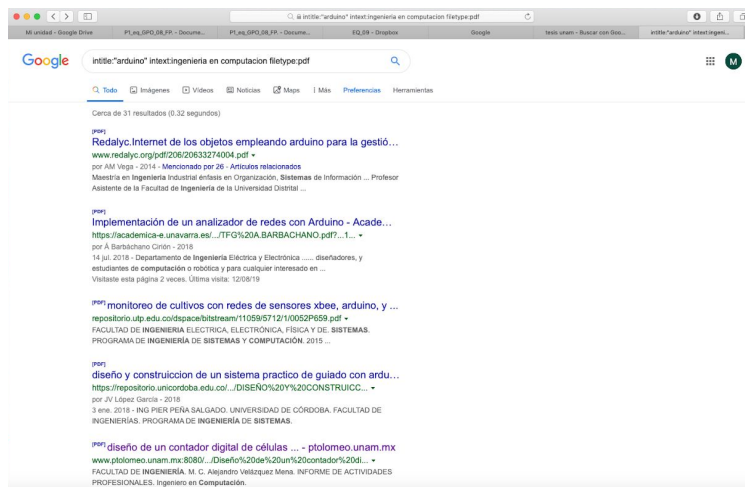 intitle:"arduino" intext:ingenieria en computacion filetype:pdf
Mi unidad - Google Drive
P1_eq_GPO_08_FP. - Docume...
P1_eq_GPO_08_FP. - Docume...
EQ_09 - Dropbox
Google
tesis unam - Buscar con Goo...
intitle:"arduino" intext:ingeni...
Google
intitle:"arduino" intext:ingenieria en computacion filetype:pdf
M
Todo Imágenes Vídeos Noticias Maps Más Preferencias Herramientas
Cerca de 31 resultados (0.32 segundos)
[PDF]
Redalyc.Internet de los objetos empleando arduino para la gestió...
www.redalyc.org/pdf/206/20633274004.pdf
por AM Vega - 2014 - Mencionado por 26 - Artículos relacionados
Maestría en Ingenieria Industrial énfasis en Organización, Sistemas de Información ... Profesor
Asistente de la Facultad de Ingeniería de la Universidad Distrital ...
[PDF]
Implementación de un analizador de redes con Arduino - Acade...
https://academica-e.unavarra.es/.../TFG%20A.BARBACHANO.pdf?...1...
por Á Barbáchano Cirión - 2018
14 jul. 2018 - Departamento de Ingeniería Eléctrica y Electrónica ...... diseñadores, y
estudiantes de computación o robótica y para cualquier interesado en ...
Visitaste esta página 2 veces. Última visita: 12/08/19
[PDF] monitoreo de cultivos con redes de sensores xbee, arduino, y ...
repositorio.utp.edu.co/dspace/bitstream/11059/5712/1/0052P659.pdf
FACULTAD DE INGENIERIA ELECTRICA, ELECTRÓNICA, FÍSICA Y DE. SISTEMAS.
PROGRAMA DE INGENIERÍA DE SISTEMAS Y COMPUTACIÓN. 2015 ...
[PDF]
diseño y construiccion de un sistema practico de guiado con ardu...
https://repositorio.unicordoba.edu.co/.../DISEÑO%20Y%20CONSTRUICC...
por JV López García - 2018
3 ene. 2018 - ING PIER PEÑA SALGADO. UNIVERSIDAD DE CÓRDOBA. FACULTAD DE
INGENIERÍAS. PROGRAMA DE INGENIERÍA DE SISTEMAS.
[PDF] diseño de un contador digital de células ... - ptolomeo.unam.mx
www.ptolomeo.unam.mx:8080/.../Diseño%20de%20un%20contador%20di...
FACULTAD DE INGENIERÍA. M. C. Alejandro Velázquez Mena. INFORME DE ACTIVIDADES
PROFESIONALES. Ingeniero en Computación.